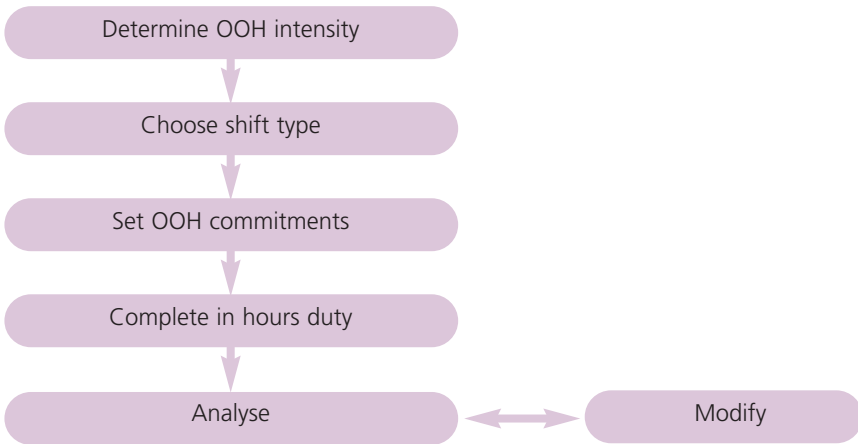 Determine OOH intensity
Choose shift type
Set OOH commitments
Complete in hours duty
Analyse
Modify